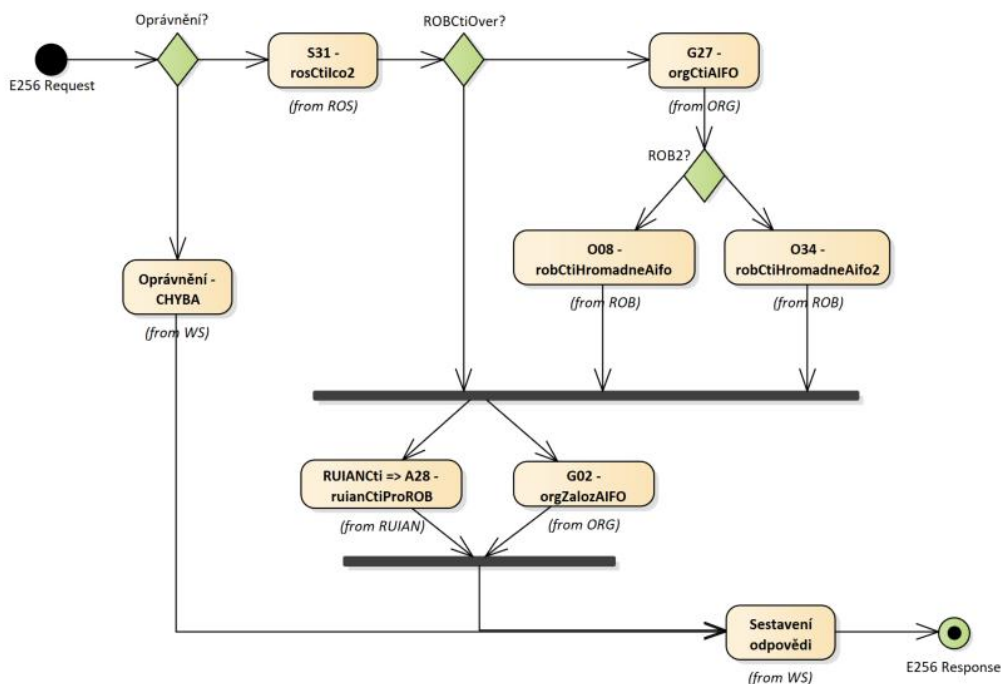 Oprávnění?
ROBCtiOver?
E256 Request
S31 -
rosCtiIco2
(from ROS)
G27 -
orgCtiAIFO
(from ORG)
ROB2?
O08 -
robCtiHromadneAifo
(from ROB)
O34 -
robCtiHromadneAifo2
(from ROB)
Oprávnění -
CHYBA
(from WS)
RUIANCti => A28 -
ruianCtiProROB
(from RUIAN)
G02 -
orgZalozAIFO
(from ORG)
Sestavení
odpovědi
(from WS)
E256 Response